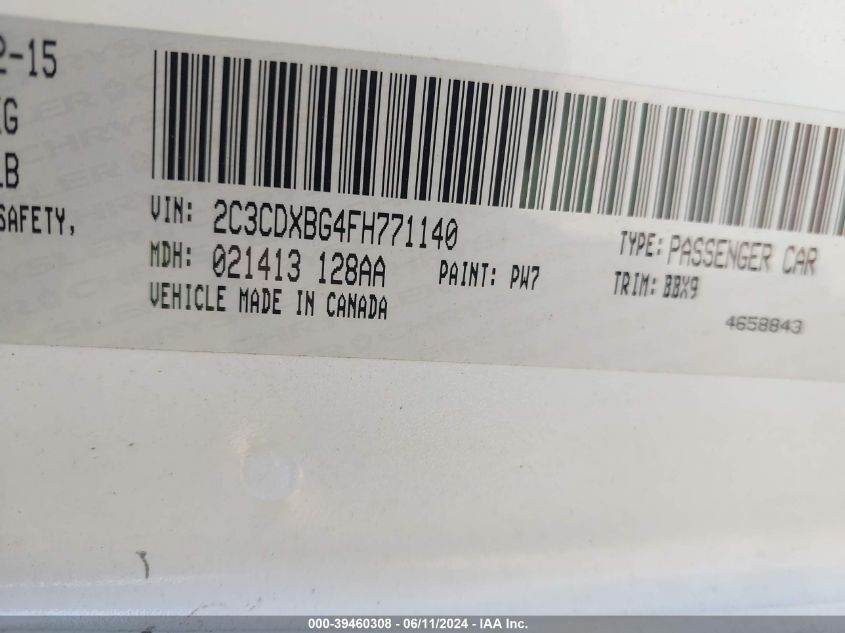 2-15
KG
LB
SAFETY,
VIN: 2C3CDXBG4FH771140
TYPE: PASSENGER CAR
MDH: 021413 128AA
PAINT: PW7
TRIM: BBX9
VEHICLE MADE IN CANADA
4658843
000-39460308 - 06/11/2024 - IAA Inc.